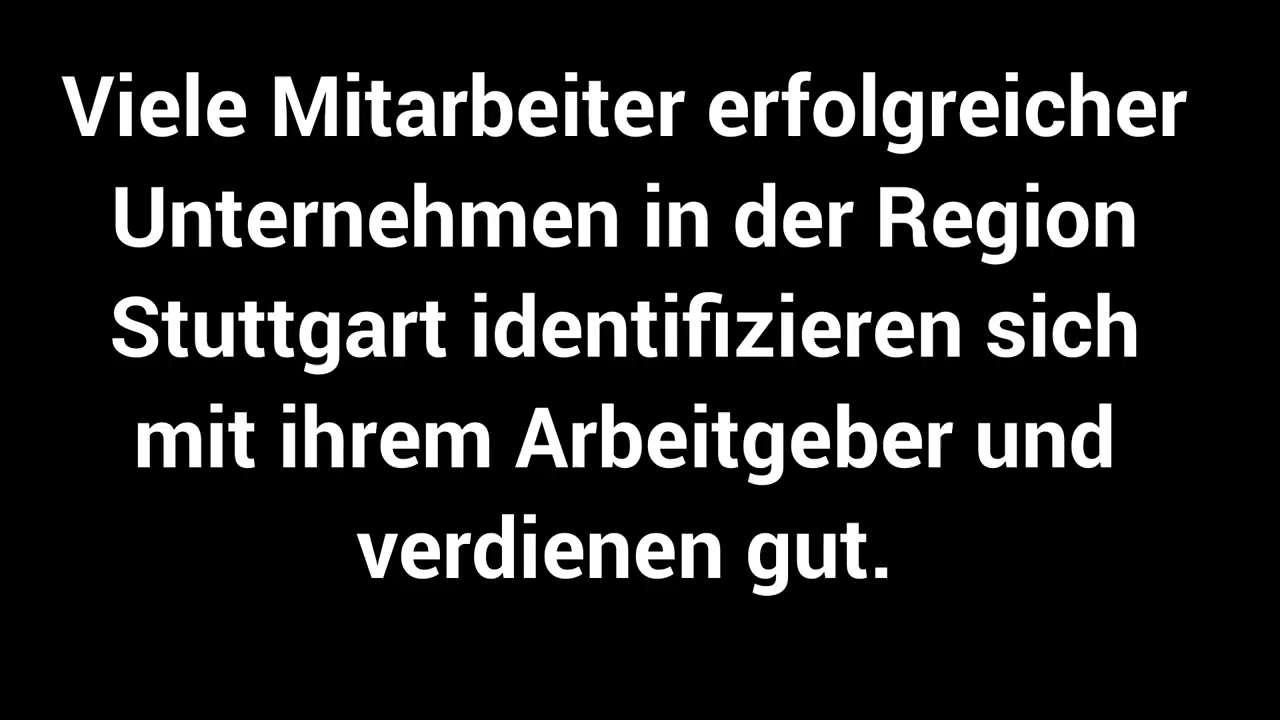 Viele Mitarbeiter erfolgreicher
Unternehmen in der Region
Stuttgart identifizieren sich
mit ihrem Arbeitgeber und
verdienen gut.